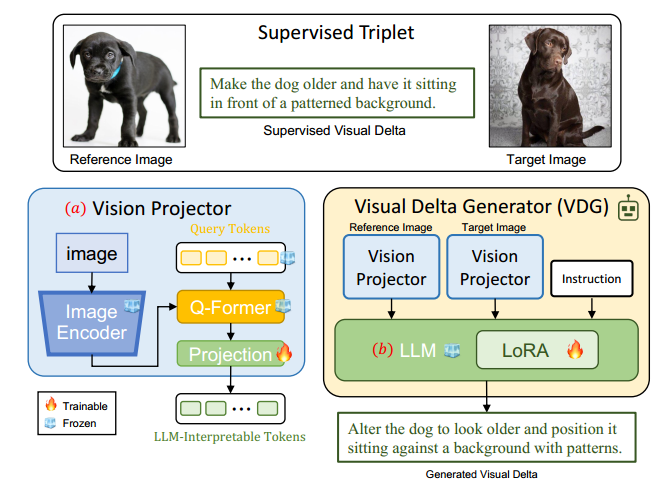 Supervised Triplet
Make the dog older and have it sitting
in front of a patterned background.
Supervised Visual Delta
Reference Image
Target Image
(a) Vision Projector
Query Tokens
image
...
Image
Encoder
Q-Former
Projection
...
Trainable
Frozen
LLM-Interpretable Tokens
Visual Delta Generator (VDG)
Reference Image
Target Image
Vision
Projector
Vision
Projector
Instruction
(b) LLM
LoRA
Alter the dog to look older and position it
sitting against a background with patterns.
Generated Visual Delta